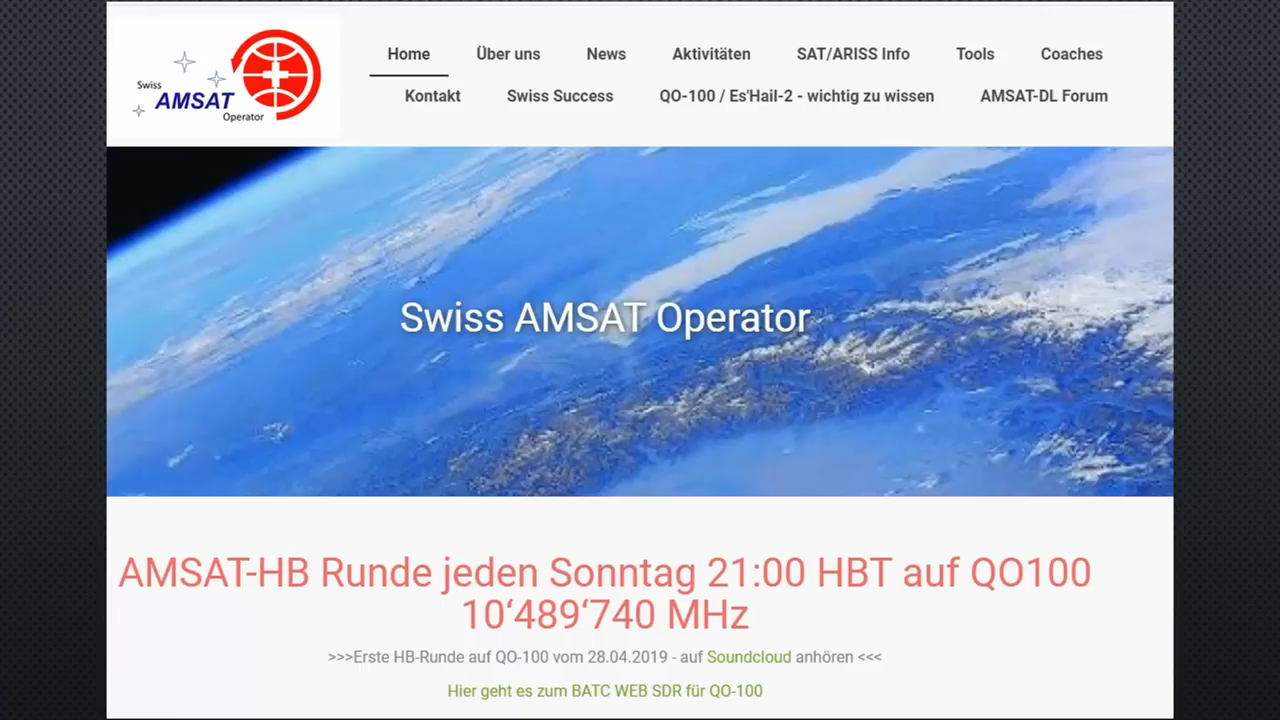 Swiss
AMSAT
Operator
Home Über uns News Aktivitäten SAT/ARISS Info Tools Coaches
Kontakt Swiss Success QO-100 / Es'Hail-2 - wichtig zu wissen AMSAT-DL Forum
Swiss AMSAT Operator
AMSAT-HB Runde jeden Sonntag 21:00 HBT auf QO100
10‘489‘740 MHz
>>>Erste HB-Runde auf QO-100 vom 28.04.2019 - auf Soundcloud anhören <<<
Hier geht es zum BATC WEB SDR für QO-100